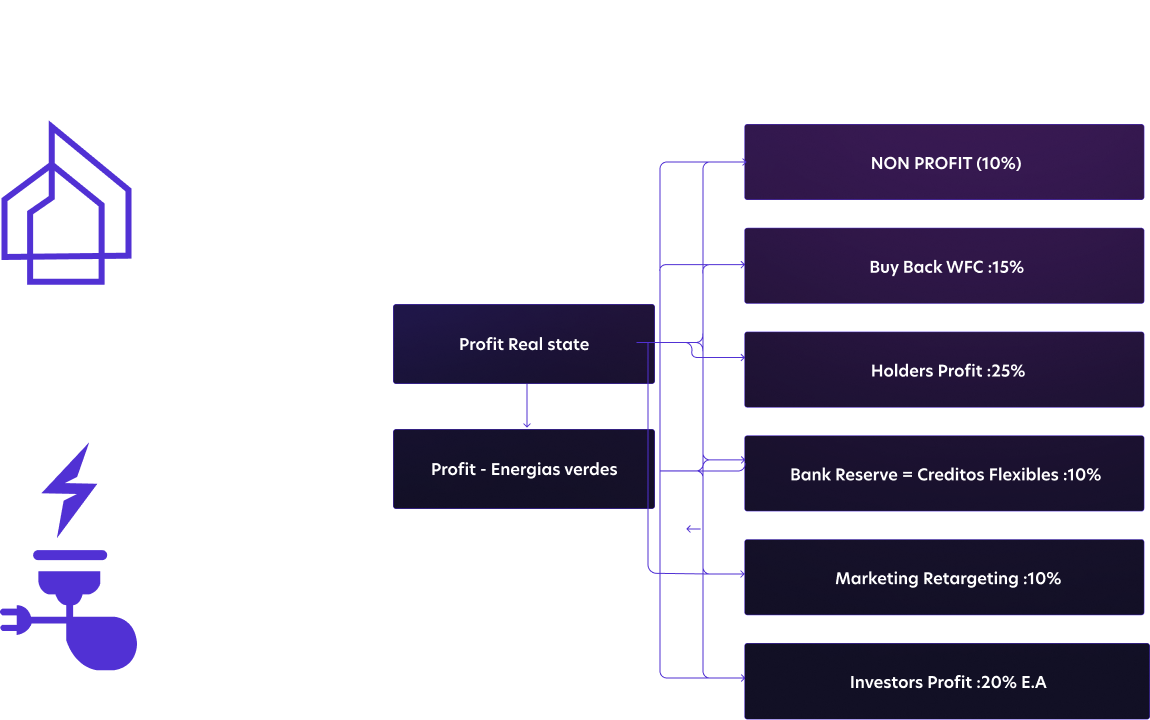 NON PROFIT (10%)
Buy Back WFC :15%
Profit Real state
Holders Profit :25%
Profit - Energias verdes
Bank Reserve = Creditos Flexibles :10%
Marketing Retargeting :10%
Investors Profit :20% E.A